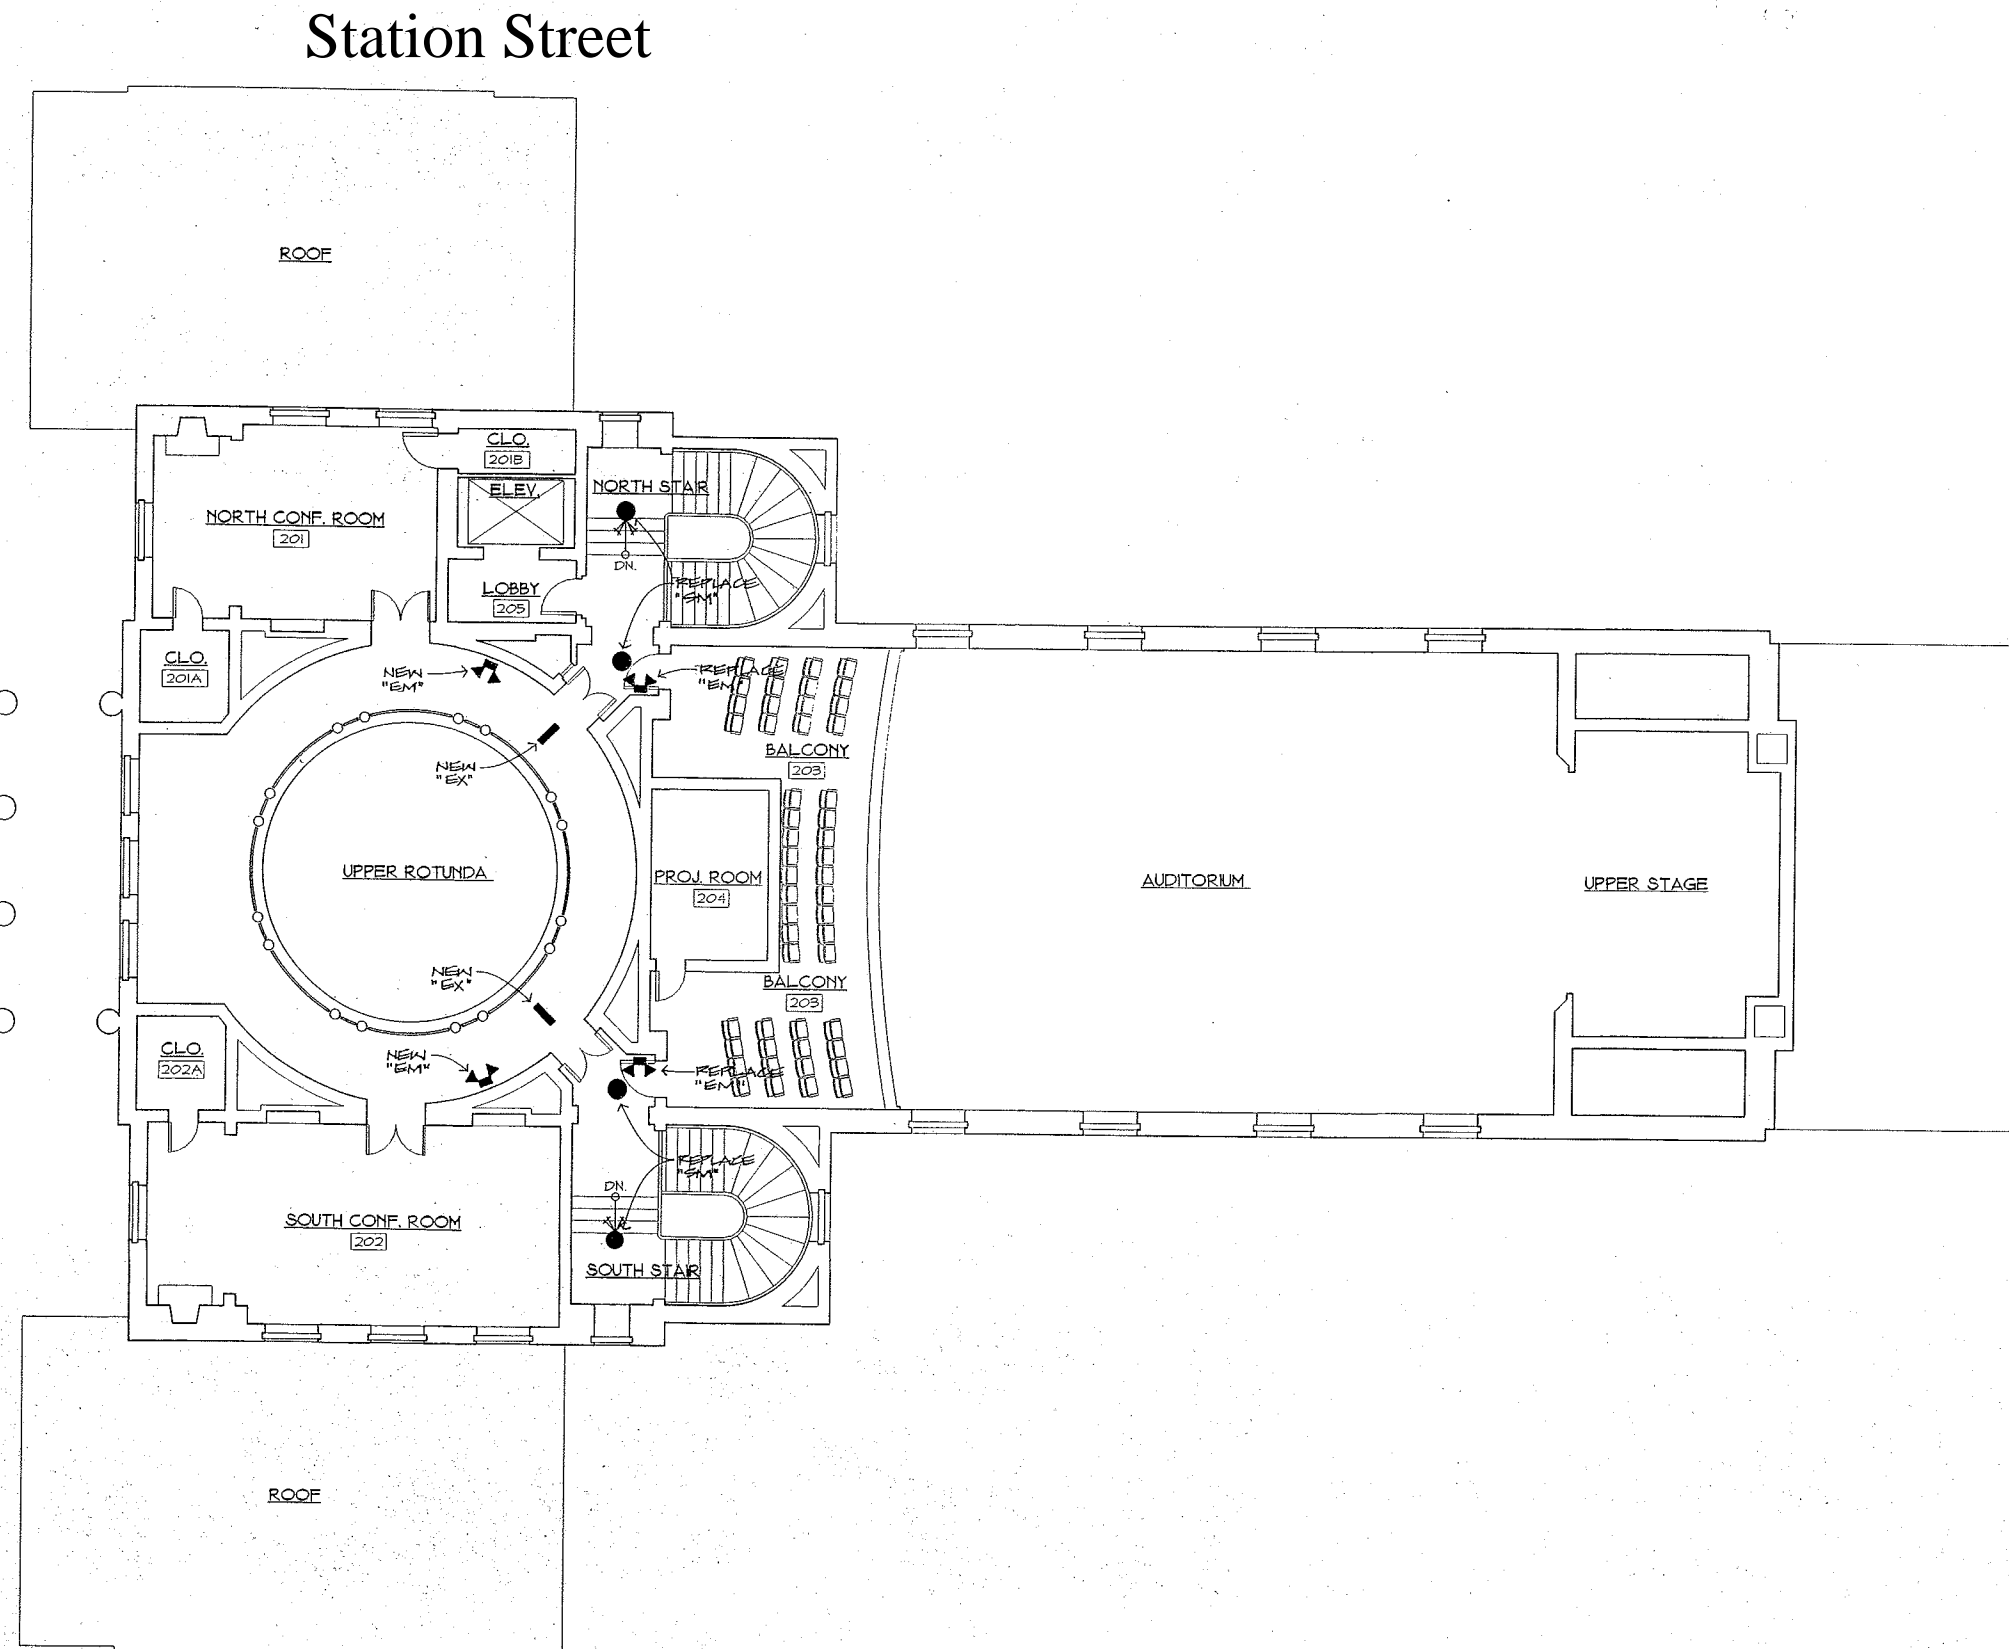 Station Street
ROOF
CLO.
201B
ELEV.
NORTH STAIR
NORTH CONF. ROOM
201
DN.
LOBBY
205
REPLACE
"SM"
CLO.
201A
NEW
"EM"
REPLACE
"EM"
NEW
"EX"
BALCONY
203
UPPER ROTUNDA
PROJ. ROOM
204
AUDITORIUM
UPPER STAGE
NEW
"EX"
BALCONY
203
CLO.
202A
NEW
"EM"
REPLACE
"EM"
REPLACE
"SM"
DN.
SOUTH CONF. ROOM
202
SOUTH STAIR
ROOF